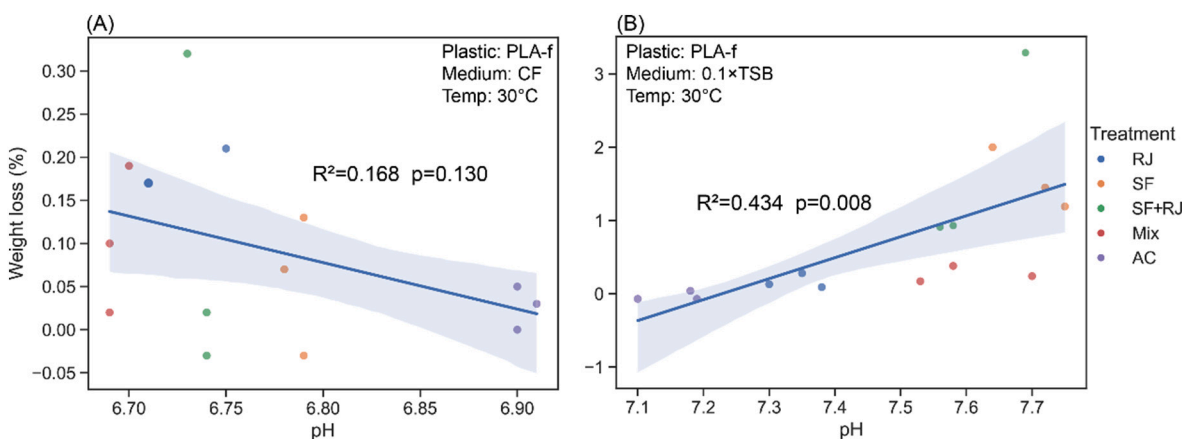 (A)
Plastic: PLA-f
Medium: CF
Temp: 30°C
R²=0.168 p=0.130
Weight loss (%)
0.30
0.25
0.20
0.15
0.10
0.05
0.00
−0.05
6.70 6.75 6.80 6.85 6.90
pH
(B)
Plastic: PLA-f
Medium: 0.1×TSB
Temp: 30°C
R²=0.434 p=0.008
3
2
1
0
−1
7.1 7.2 7.3 7.4 7.5 7.6 7.7
pH
Treatment
RJ
SF
SF+RJ
Mix
AC